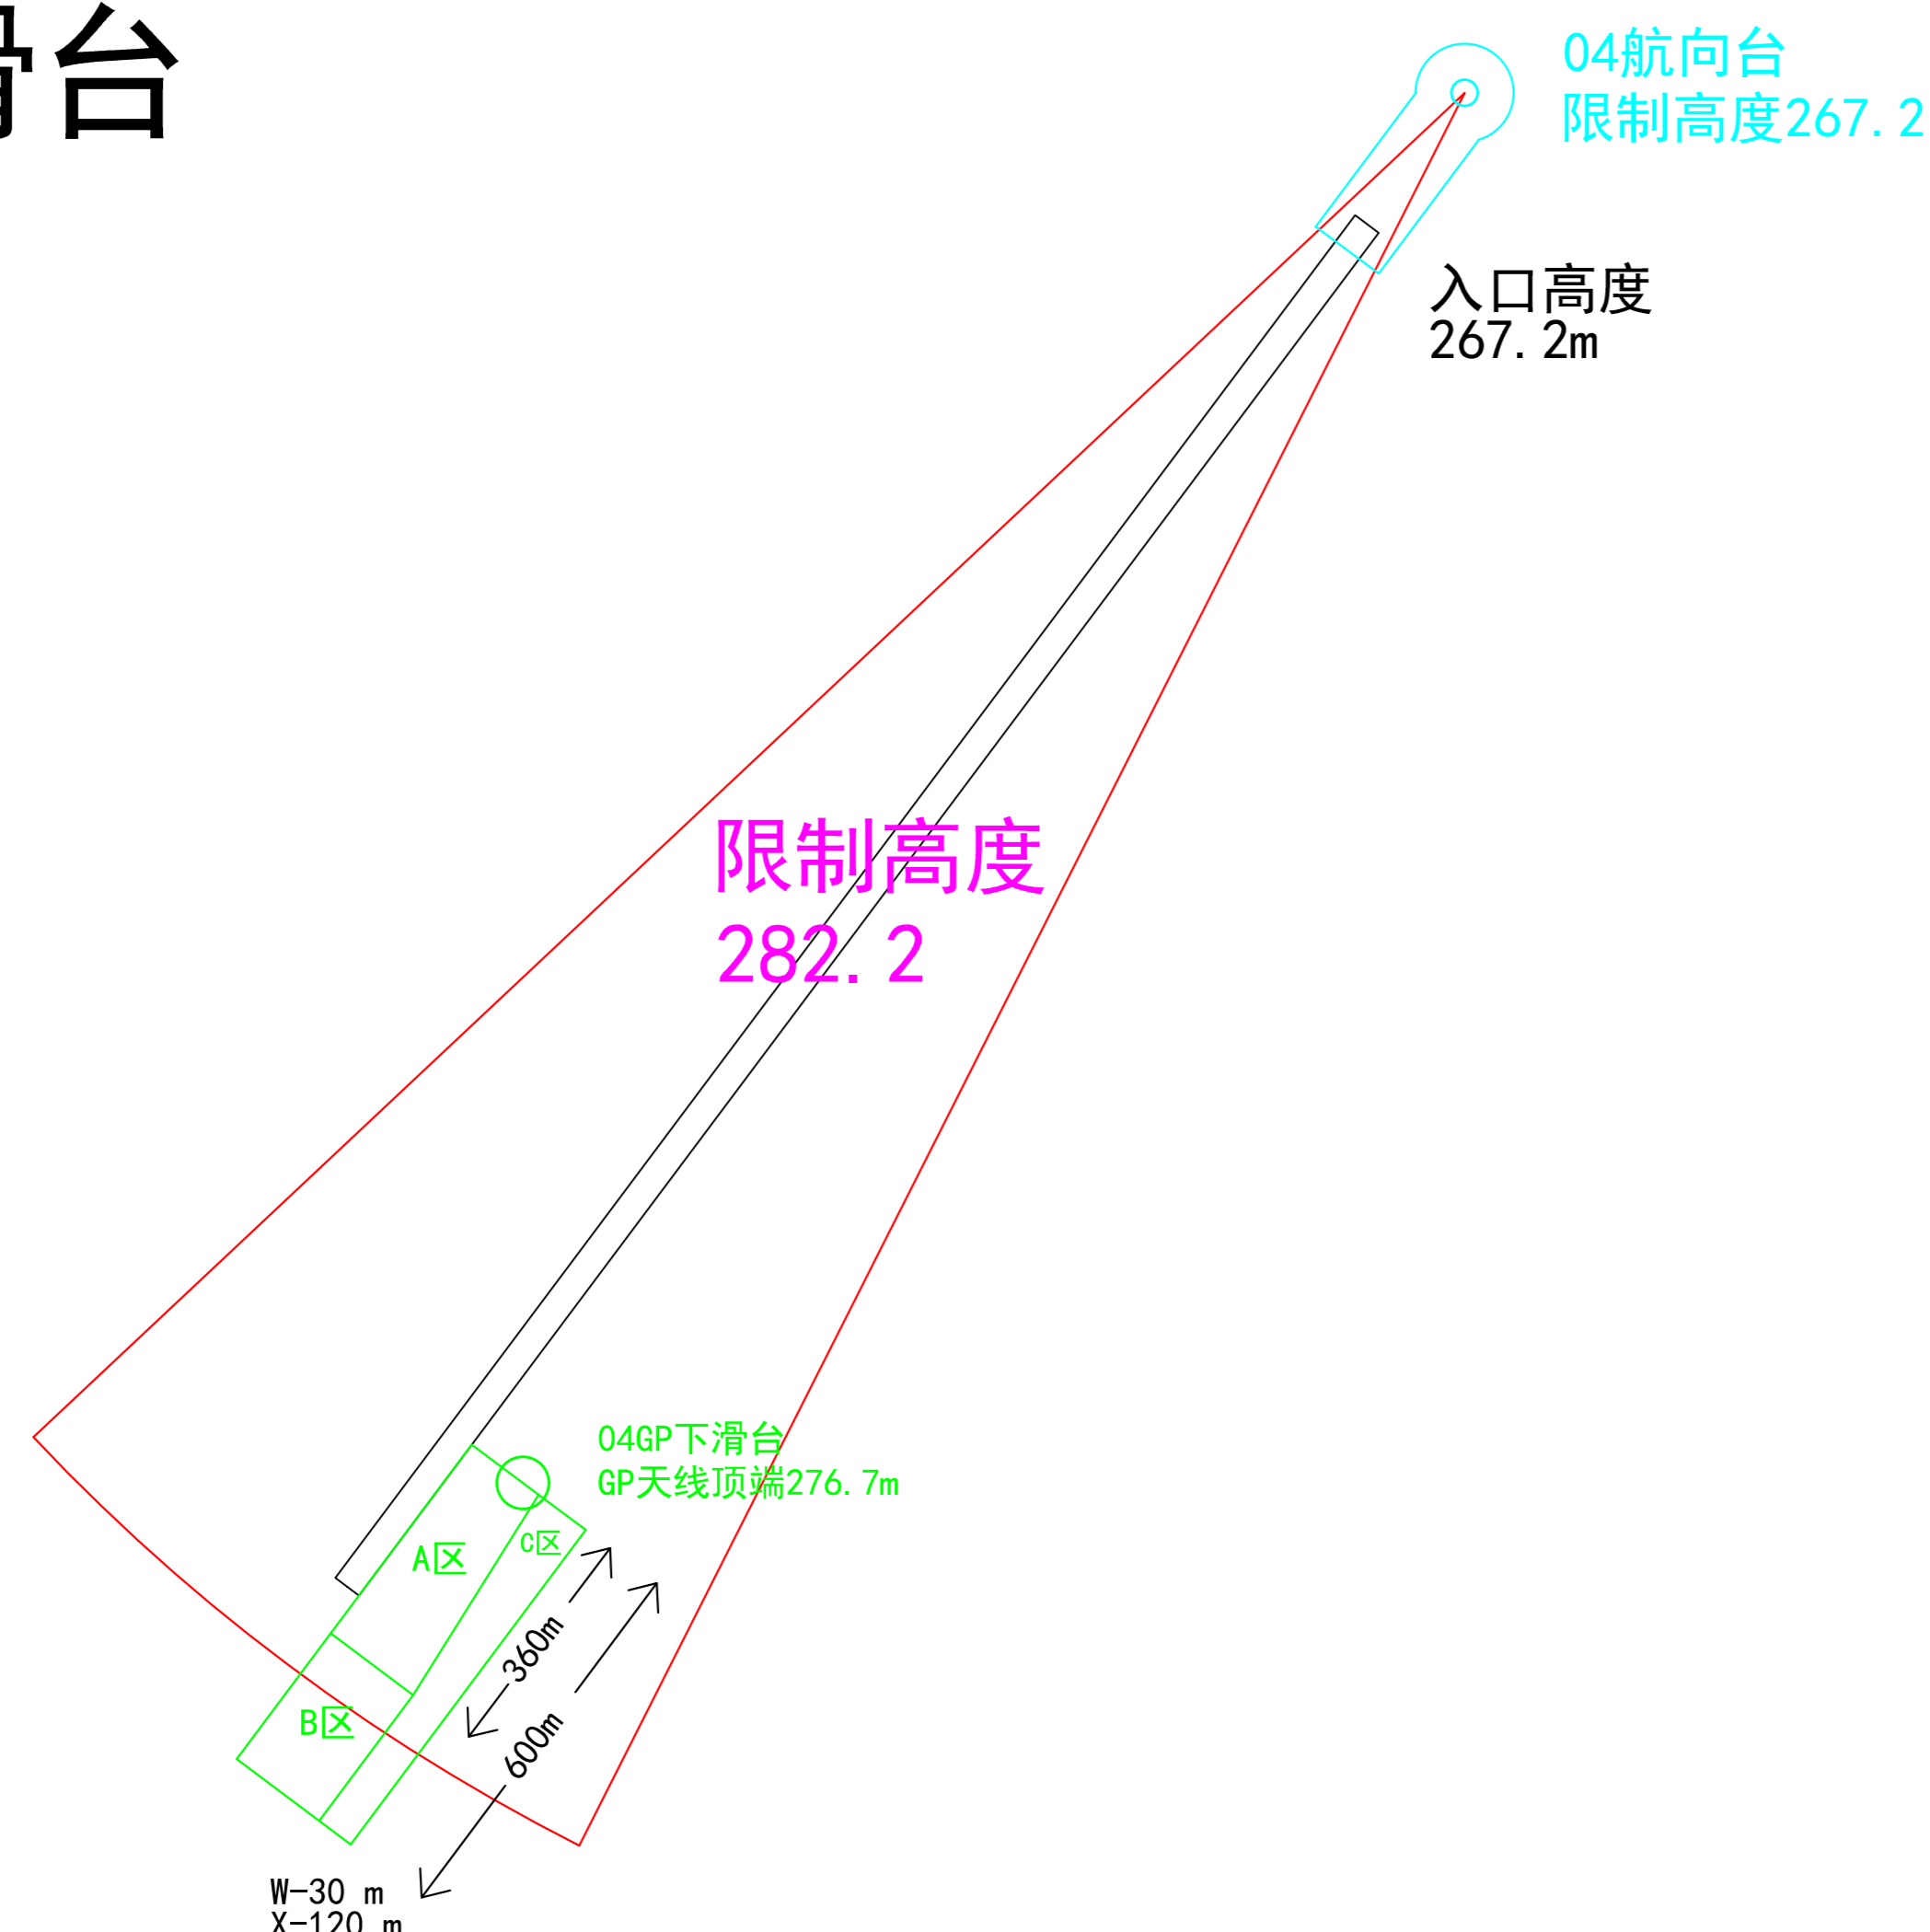 滑台
04航向台
限制高度267.2
入口高度
267.2m
限制高度
282.2
04GP下滑台
GP天线顶端276.7m
C区
A区
360m
B区
600m
W-30 m
X-120 m